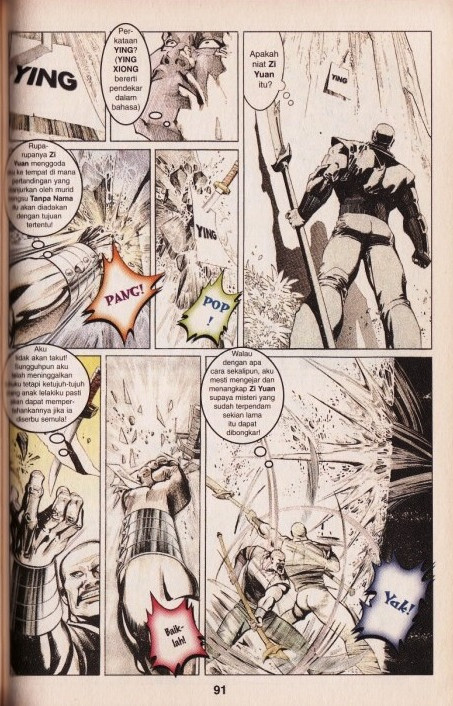 YING
Per-
kataan
YING?
(YING
XIONG
bererti
pendekar
dalam
bahasa)
Apakah
niat Zi
Yuan
itu?
YING
Rupa-
rupanya Zi
Yuan menggoda
ke tempat di mana
pertandingan yang
oleh murid
Tanpa Nama
akan diadakan
dengan tujuan
tertentu!
PANG!
YING
POP
!
Aku
tidak akan takut!
Sungguhpun aku
telah meninggalkan
tetapi ketujuh-tujuh
anak lelakiku pasti
dapat memper-
tahankannya jika ia
diserbu semula!
Baik-
lah!
Walau
dengan apa
cara sekalipun, aku
mesti mengejar dan
menangkap Zi Yuan
supaya misteri yang
sudah terpendam
sekian lama
itu dapat
dibongkar!
Yak!
91